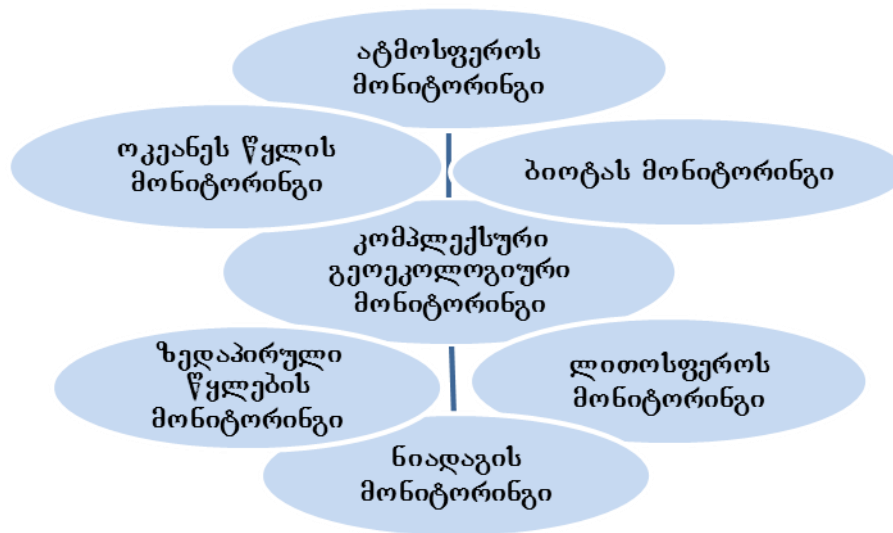 ატმოსფეროს
მონიტორინგი
ოკეანეს წყლის
მონიტორინგი
ბიოტას მონიტორინგი
კომპლექსური
გეოეკოლოგიური
მონიტორინგი
ზედაპირული
წყლების
მონიტორინგი
ლითოსფეროს
მონიტორინგი
ნიადაგის
მონიტორინგი